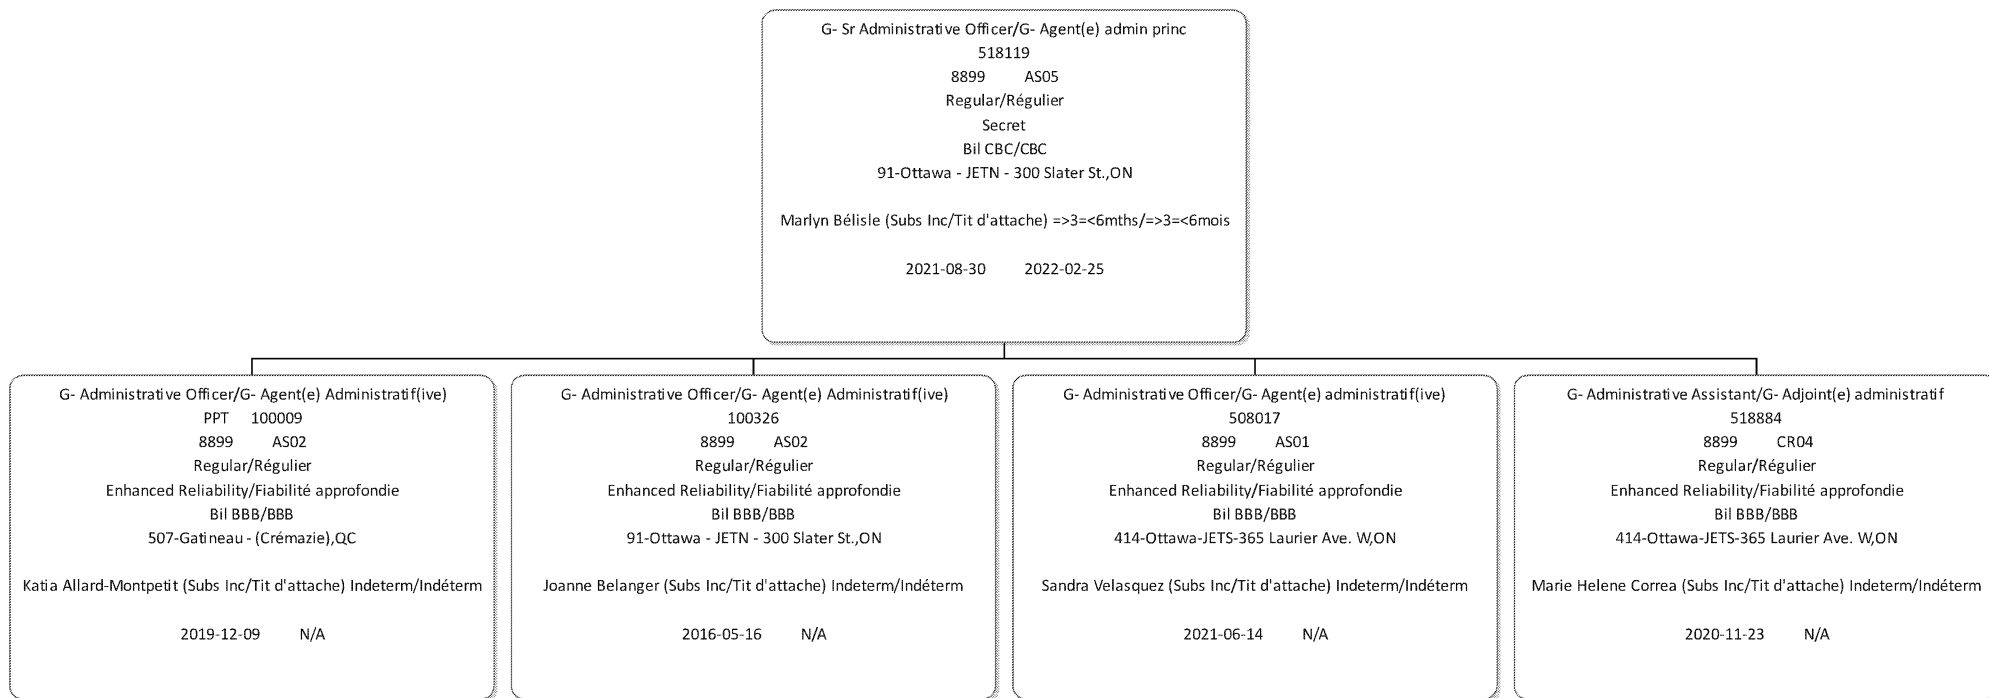 G- Sr Administrative Officer/G- Agent(e) admin princ
518119
8899 AS05
Regular/Régulier
Secret
Bil CBC/CBC
91-Ottawa - JETN - 300 Slater St.,ON
Marlyn Bélisle (Subs Inc/Tit d'attache) =>3=<6mths/=>3=<6mois
2021-08-30 2022-02-25
G- Administrative Officer/G- Agent(e) Administratif(ive)
PPT 100009
8899 AS02
Regular/Régulier
Enhanced Reliability/Fiabilité approfondie
Bil BBB/BBB
507-Gatineau - (Crémazie),QC
Katia Allard-Montpetit (Subs Inc/Tit d'attache) Indeterm/Indéterm
2019-12-09 N/A
G- Administrative Officer/G- Agent(e) Administratif(ive)
100326
8899 AS02
Regular/Régulier
Enhanced Reliability/Fiabilité approfondie
Bil BBB/BBB
91-Ottawa - JETN - 300 Slater St.,ON
Joanne Belanger (Subs Inc/Tit d'attache) Indeterm/Indéterm
2016-05-16 N/A
G- Administrative Officer/G- Agent(e) administratif(ive)
508017
8899 AS01
Regular/Régulier
Enhanced Reliability/Fiabilité approfondie
Bil BBB/BBB
414-Ottawa-JETS-365 Laurier Ave. W,ON
Sandra Velasquez (Subs Inc/Tit d'attache) Indeterm/Indéterm
2021-06-14 N/A
G- Administrative Assistant/G- Adjoint(e) administratif
518884
8899 CR04
Regular/Régulier
Enhanced Reliability/Fiabilité approfondie
Bil BBB/BBB
414-Ottawa-JETS-365 Laurier Ave. W,ON
Marie Helene Correa (Subs Inc/Tit d'attache) Indeterm/Indéterm
2020-11-23 N/A